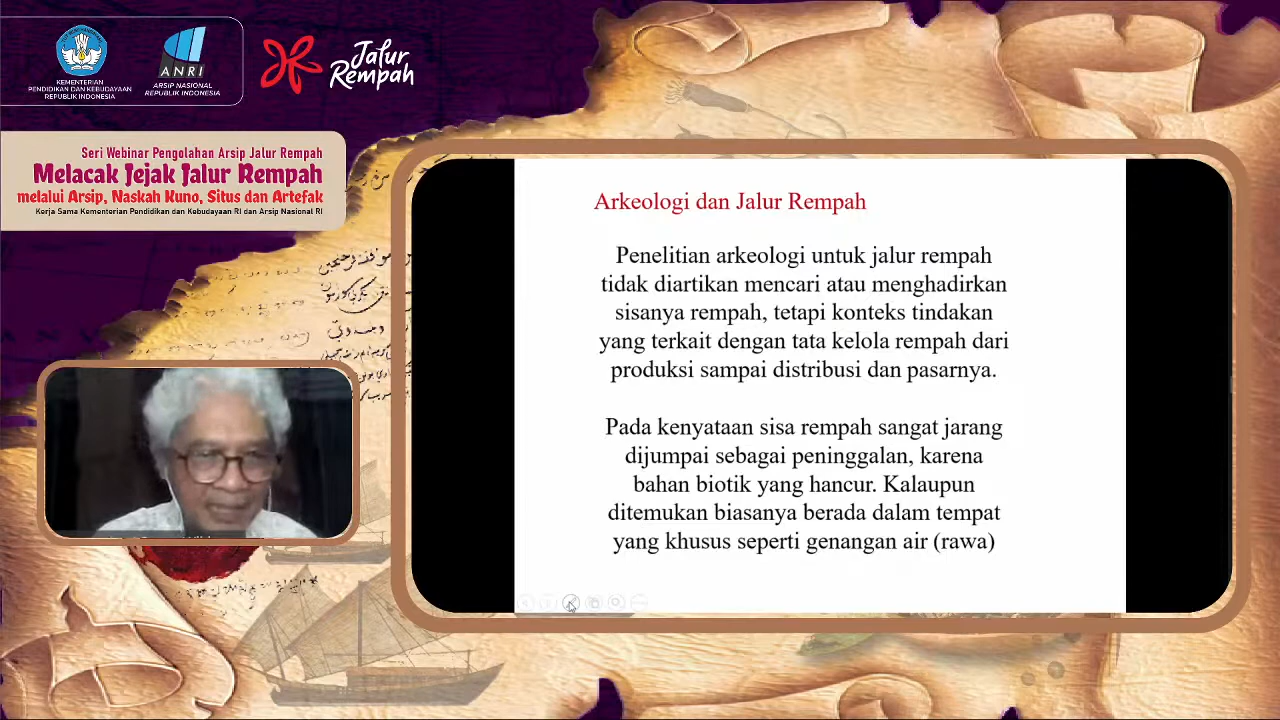 KEMENTERIAN
PENDIDIKAN DAN KEBUDAYAAN
REPUBLIK INDONESIA
ANRI
ARSIP NASIONAL
REPUBLIK INDONESIA
Jalur
Rempah
Seri Webinar Pengolahan Arsip Jalur Rempah
Melacak Jejak Jalur Rempah
melalui Arsip, Naskah Kuno, Situs dan Artefak
Kerja Sama Kementerian Pendidikan dan Kebudayaan RI dan Arsip Nasional RI
Arkeologi dan Jalur Rempah
Penelitian arkeologi untuk jalur rempah
tidak diartikan mencari atau menghadirkan
sisanya rempah, tetapi konteks tindakan
yang terkait dengan tata kelola rempah dari
produksi sampai distribusi dan pasarnya.
Pada kenyataan sisa rempah sangat jarang
dijumpai sebagai peninggalan, karena
bahan biotik yang hancur. Kalaupun
ditemukan biasanya berada dalam tempat
yang khusus seperti genangan air (rawa)